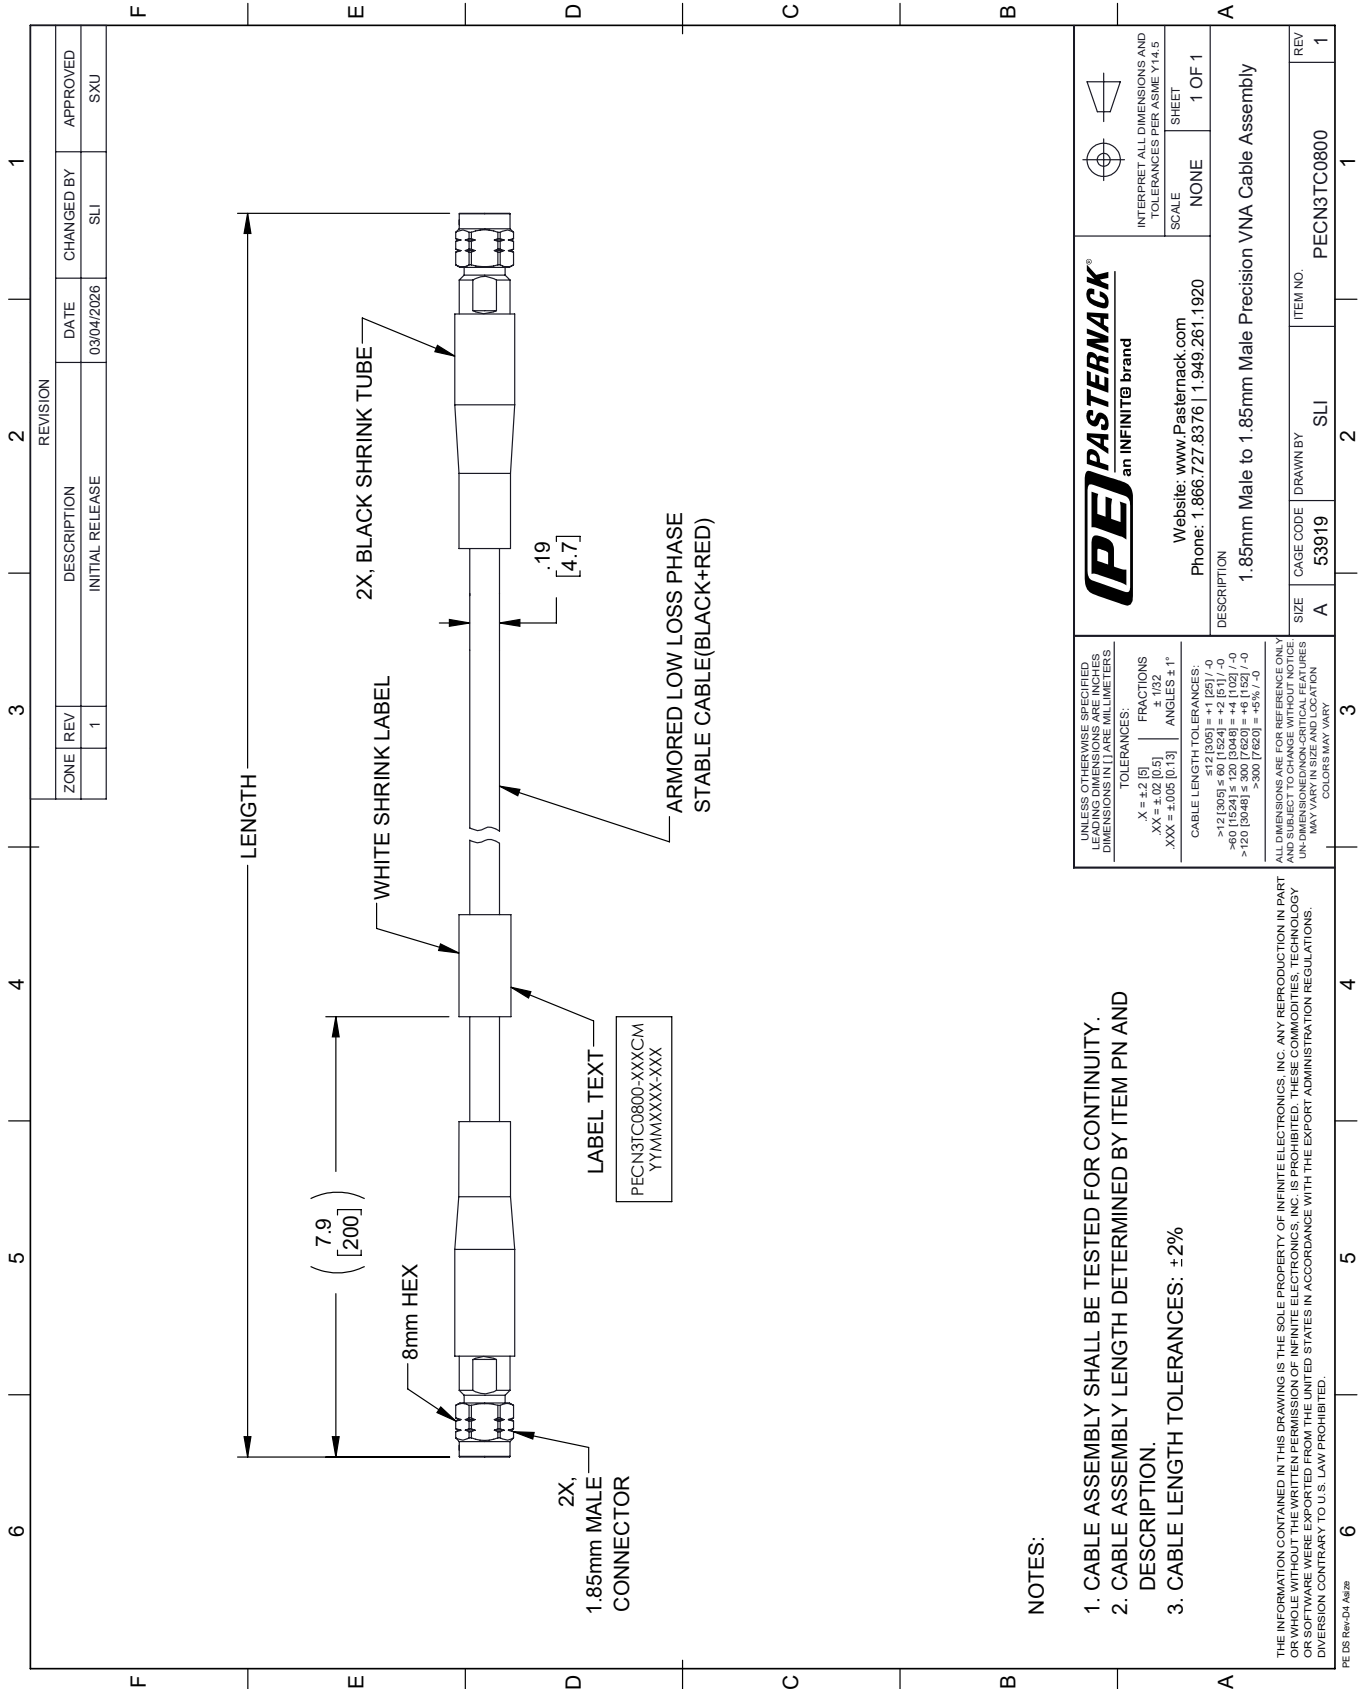 6
5
4
3
2
1
F
E
D
C
B
A
REVISION
ZONE
REV
DESCRIPTION
DATE
CHANGED BY
APPROVED
1
INITIAL RELEASE
03/04/2026
SLI
SXU
LENGTH
( 7.9
[200] )
8mm HEX
WHITE SHRINK LABEL
2X, BLACK SHRINK TUBE
2X,
1.85mm MALE
CONNECTOR
LABEL TEXT
PECN3TC0800-XXXCM
YYMMXXXX-XXX
.19
[4.7]
ARMORED LOW LOSS PHASE
STABLE CABLE(BLACK+RED)
NOTES:
1. CABLE ASSEMBLY SHALL BE TESTED FOR CONTINUITY.
2. CABLE ASSEMBLY LENGTH DETERMINED BY ITEM PN AND
DESCRIPTION.
3. CABLE LENGTH TOLERANCES: ±2%
THE INFORMATION CONTAINED IN THIS DRAWING IS THE SOLE PROPERTY OF INFINITE ELECTRONICS, INC. ANY REPRODUCTION IN PART
OR WHOLE WITHOUT THE WRITTEN PERMISSION OF INFINITE ELECTRONICS, INC. IS PROHIBITED. THESE COMMODITIES, TECHNOLOGY
OR SOFTWARE WERE EXPORTED FROM THE UNITED STATES IN ACCORDANCE WITH THE EXPORT ADMINISTRATION REGULATIONS.
DIVERSION CONTRARY TO U.S. LAW PROHIBITED.
UNLESS OTHERWISE SPECIFIED
LEADING DIMENSIONS ARE INCHES
DIMENSIONS IN [ ] ARE MILLIMETERS
TOLERANCES:
.X = ±.2 [5]
.XX = ±.02 [0.5]
.XXX = ±.005 [0.13]
FRACTIONS
± 1/32
ANGLES ± 1°
CABLE LENGTH TOLERANCES:
≤12 [305] = +1 [25] / -0
>12 [305] ≤ 60 [1524] = +2 [51] / -0
>60 [1524] ≤ 120 [3048] = +4 [102] / -0
>120 [3048] ≤ 300 [7620] = +6 [152] / -0
>300 [7620] = +5% / -0
ALL DIMENSIONS ARE FOR REFERENCE ONLY
AND SUBJECT TO CHANGE WITHOUT NOTICE.
UN-DIMENSIONED/NON-CRITICAL FEATURES
MAY VARY IN SIZE AND LOCATION
COLORS MAY VARY
PE PASTERNACK®
an INFINIT@ brand
Website: www.Pasternack.com
Phone: 1.866.727.8376 | 1.949.261.1920
INTERPRET ALL DIMENSIONS AND
TOLERANCES PER ASME Y14.5
SCALE
NONE
SHEET
1 OF 1
DESCRIPTION
1.85mm Male to 1.85mm Male Precision VNA Cable Assembly
SIZE
A
CAGE CODE
53919
DRAWN BY
SLI
ITEM NO.
PECN3TC0800
REV
1
F
E
D
C
B
A
6
5
4
3
2
1
PE DS Rev-D4 Asize